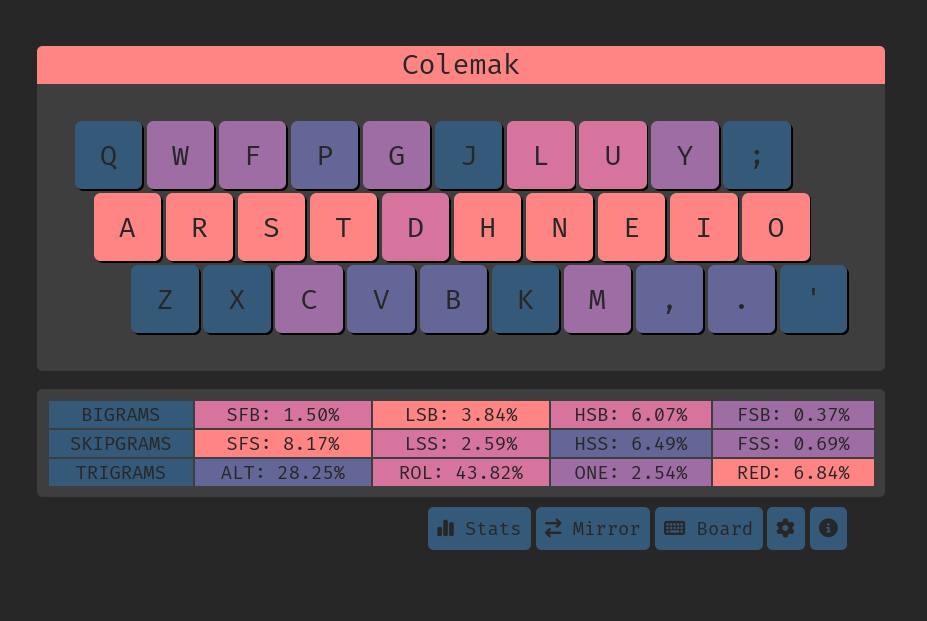 Colemak
Q W F P G J L U Y ;
A R S T D H N E I O
Z X C V B K M , . '
BIGRAMS SFB: 1.50% LSB: 3.84% HSB: 6.07% FSB: 0.37%
SKIPGRAMS SFS: 8.17% LSS: 2.59% HSS: 6.49% FSS: 0.69%
TRIGRAMS ALT: 28.25% ROL: 43.82% ONE: 2.54% RED: 6.84%
Stats Mirror Board